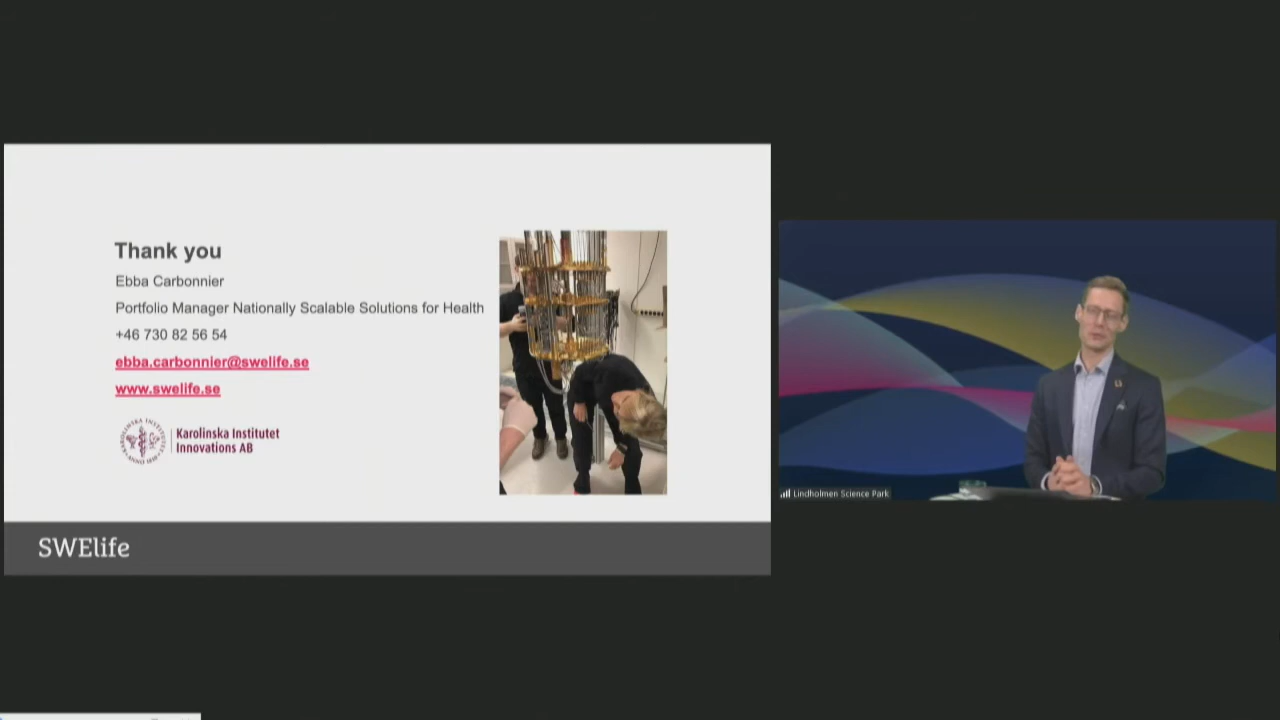 Thank you
Ebba Carbonnier
Portfolio Manager Nationally Scalable Solutions for Health
+46 730 82 56 54
ebba.carbonnier@swelife.se
www.swelife.se
Karolinska Institutet
Innovations AB
SWElife
Lindholmen Science Park